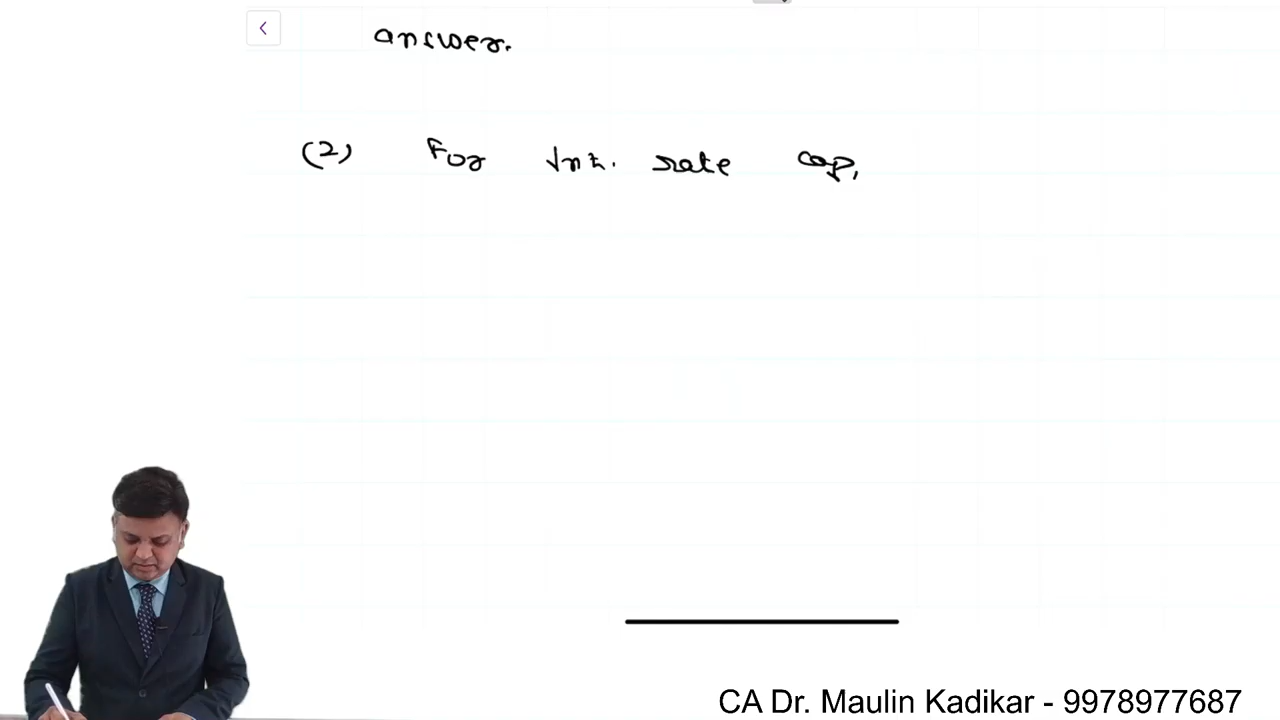 answer.
(2) For Int. rate cap,
CA Dr. Maulin Kadikar - 9978977687